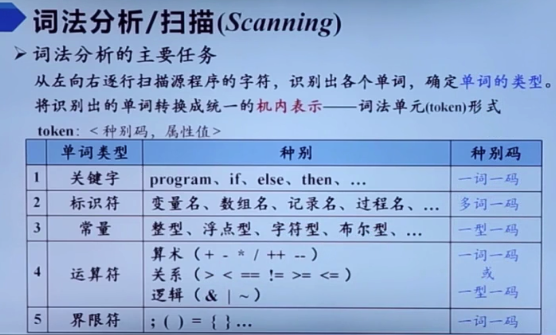 词法分析/扫描(Scanning)
➢ 词法分析的主要任务
从左向右逐行扫描源程序的字符，识别出各个单词，确定单词的类型。
将识别出的单词转换成统一的机内表示——词法单元(token)形式
token：< 种别码，属性值>
单词类型 种别 种别码
1 关键字 program、if、else、then、… 一词一码
2 标识符 变量名、数组名、记录名、过程名、… 多词一码
3 常量 整型、浮点型、字符型、布尔型、… 一型一码
4 运算符 算术（ + - * / ++ -- ） 一词一码
关系（ > < == != >= <= ） 或
逻辑（ & | ~ ） 一型一码
5 界限符 ; ( ) = { } … 一词一码